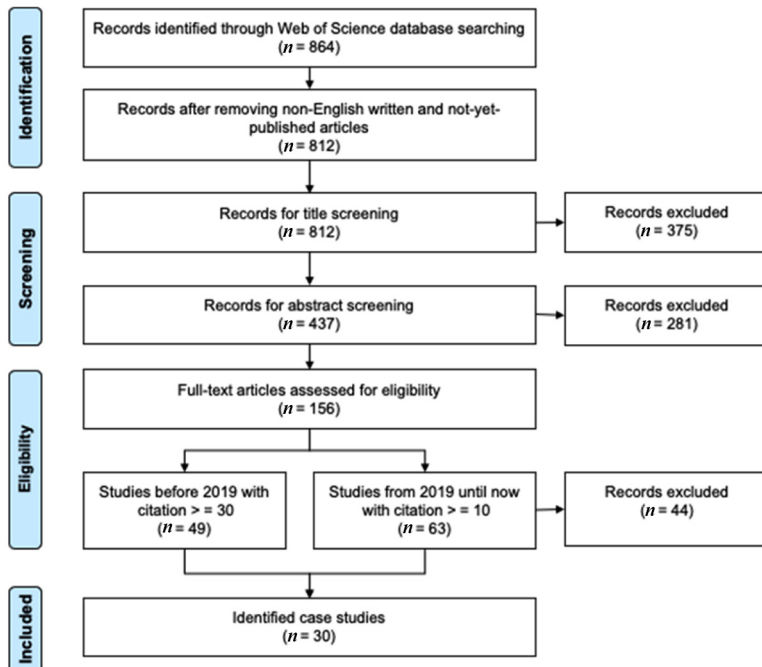 Identification
Records identified through Web of Science database searching
(n = 864)
Records after removing non-English written and not-yet-
published articles
(n = 812)
Screening
Records for title screening
(n = 812)
Records excluded
(n = 375)
Records for abstract screening
(n = 437)
Records excluded
(n = 281)
Eligibility
Full-text articles assessed for eligibility
(n = 156)
Studies before 2019 with
citation > = 30
(n = 49)
Studies from 2019 until now
with citation > = 10
(n = 63)
Records excluded
(n = 44)
Included
Identified case studies
(n = 30)